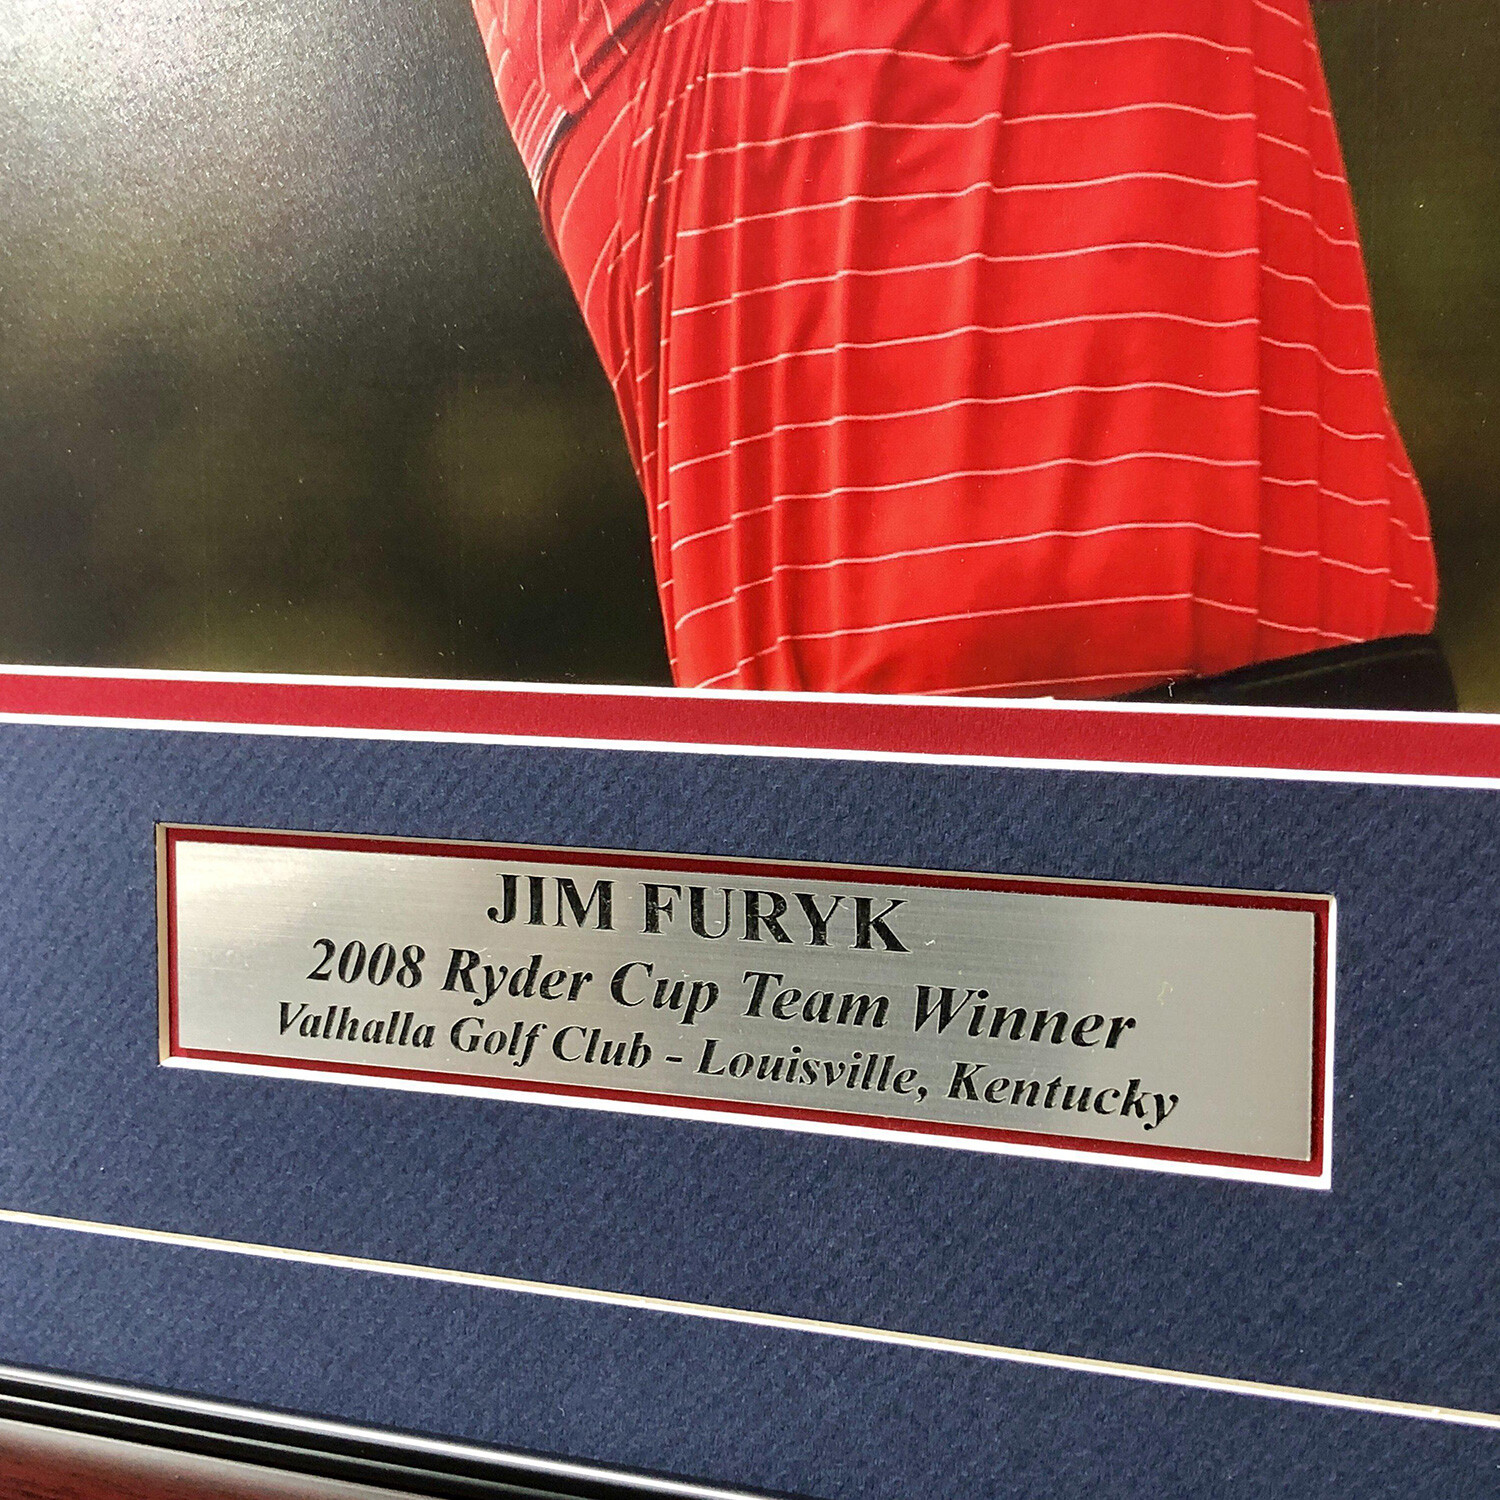 JIM FURYK
2008 Ryder Cup Team Winner
Valhalla Golf Club - Louisville, Kentucky